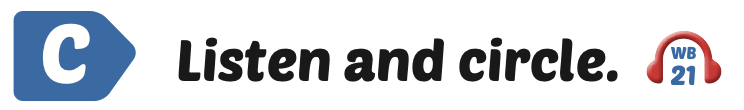 C Listen and circle. WB
21